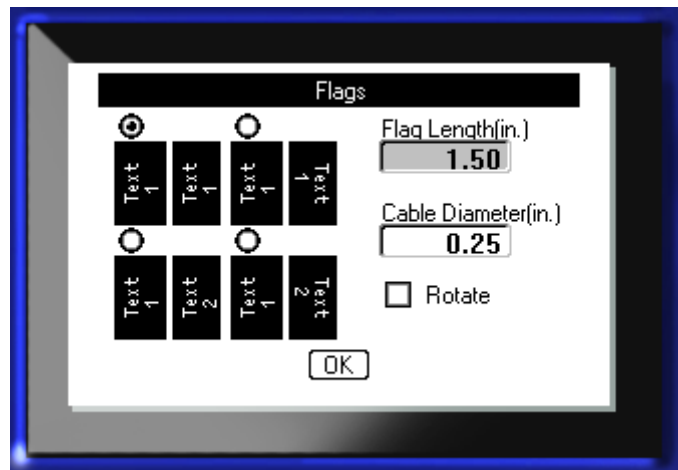 Flags
Flag Length(in.)
1.50
Text
1
Text
1
Text
1
Text
1
Cable Diameter(in.)
0.25
Text
1
Text
2
Text
1
Text
2
Rotate
OK